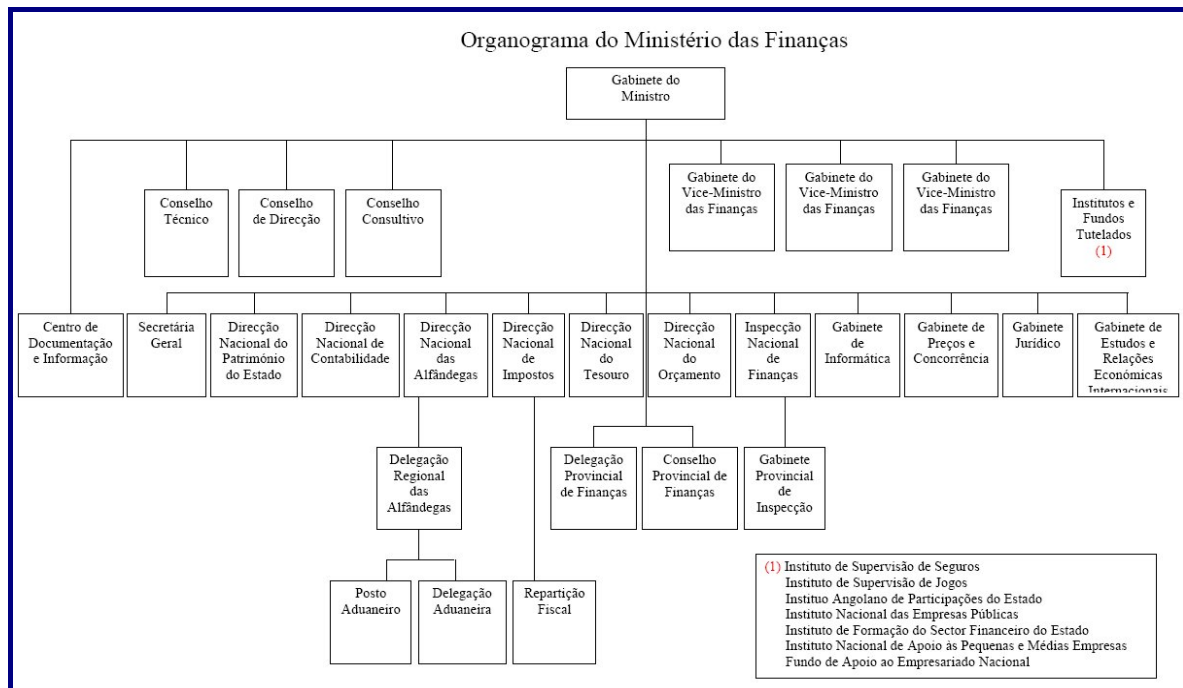 Organograma do Ministério das Finanças
Gabinete do
Ministro
Conselho
Técnico
Conselho
de Direcção
Conselho
Consultivo
Gabinete do
Vice-Ministro
das Finanças
Gabinete do
Vice-Ministro
das Finanças
Gabinete do
Vice-Ministro
das Finanças
Institutos e
Fundos
Tutelados
(1)
Centro de
Documentação
e Informação
Secretária
Geral
Direcção
Nacional do
Património
do Estado
Direcção
Nacional de
Contabilidade
Direcção
Nacional
das
Alfândegas
Direcção
Nacional
de
Impostos
Direcção
Nacional
do
Tesouro
Direcção
Nacional
do
Orçamento
Inspecção
Nacional
de
Finanças
Gabinete
de
Informática
Gabinete de
Preços e
Concorrência
Gabinete
Jurídico
Gabinete de
Estudos e
Relações
Económicas
Internacionais
Delegação
Regional
das
Alfândegas
Delegação
Provincial
de Finanças
Conselho
Provincial de
Finanças
Gabinete
Provincial
de
Inspecção
Posto
Aduaneiro
Delegação
Aduaneira
Repartição
Fiscal
(1) Instituto de Supervisão de Seguros
Instituto de Supervisão de Jogos
Instituo Angolano de Participações do Estado
Instituto Nacional das Empresas Públicas
Instituto de Formação do Sector Financeiro do Estado
Instituto Nacional de Apoio às Pequenas e Médias Empresas
Fundo de Apoio ao Empresariado Nacional